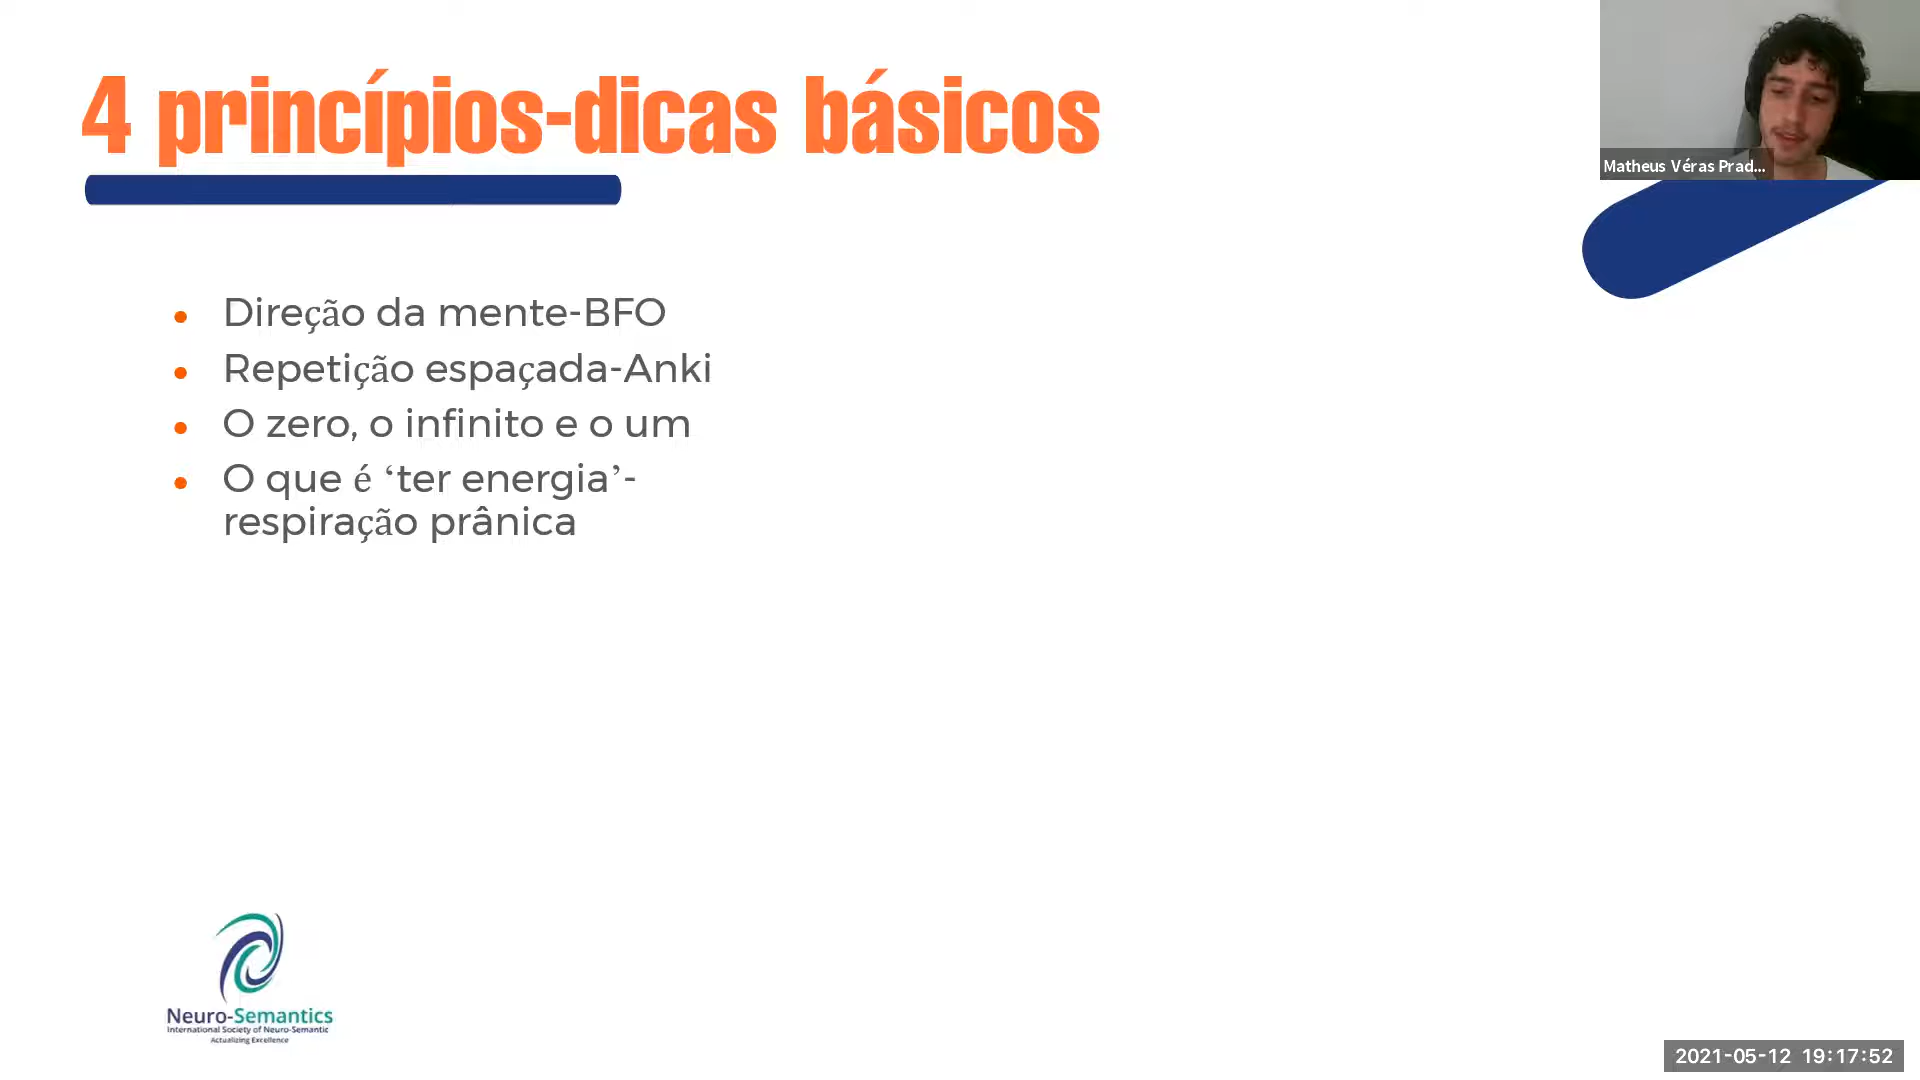 4 princípios-dicas básicos
Matheus Véras Prad...
• Direção da mente-BFO
• Repetição espaçada-Anki
• O zero, o infinito e o um
• O que é ‘ter energia’-
respiração prânica
Neuro-Semantics
International Society of Neuro-Semantic
Actualizing Excellence
2021-05-12 19:17:52